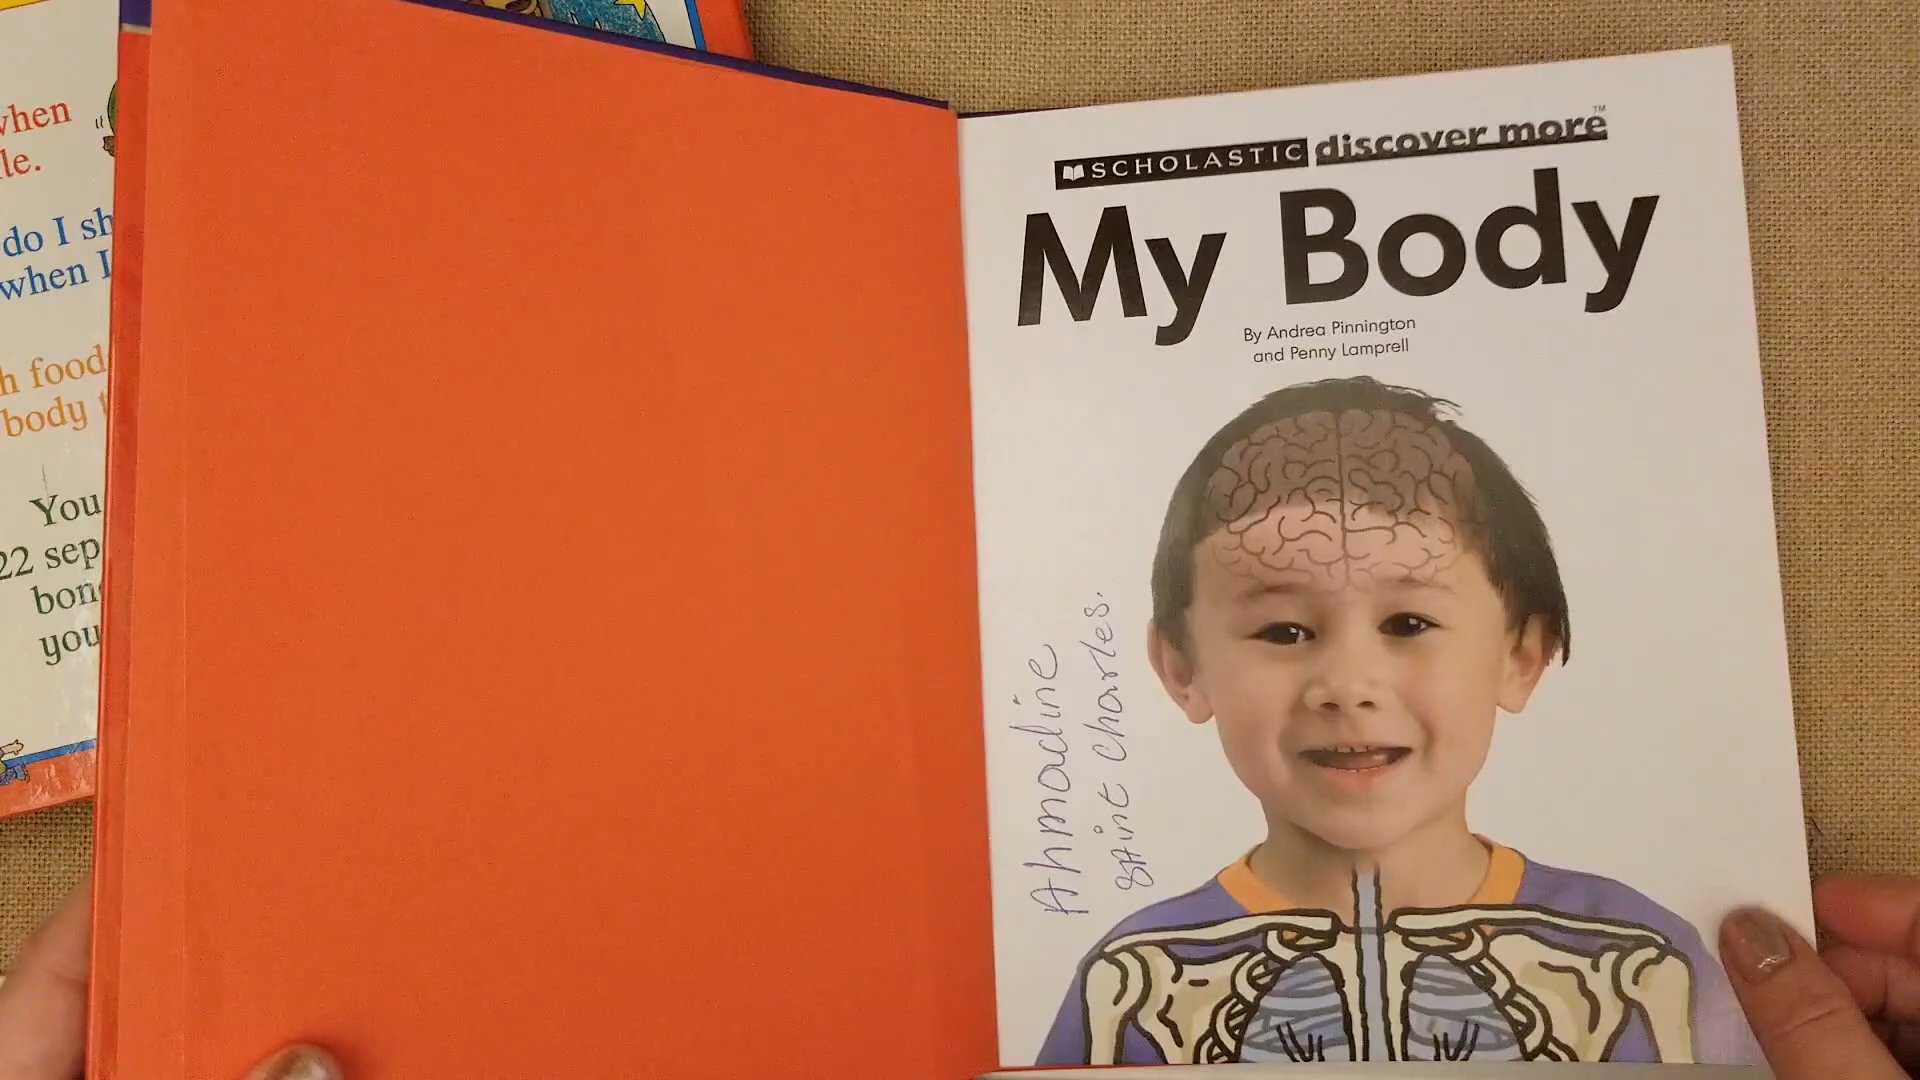 when
le.
do I sh
when I
h food
body t
You
22 sep
bon
you
SCHOLASTIC discover more™
My Body
By Andrea Pinnington
and Penny Lamprell
Ahmadine
saint charles.